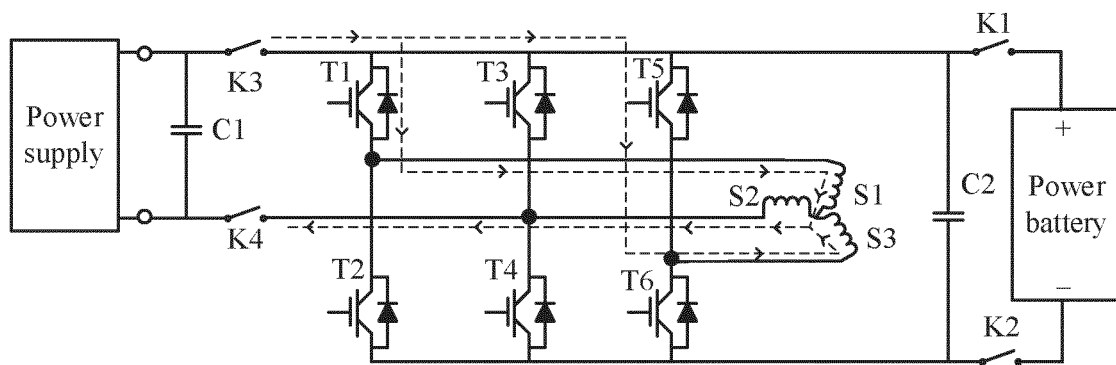 K1
K3
T1
T3
T5
Power
supply
C1
+
Power
battery
C2
S2
S1
S3
K4
T2
T4
T6
−
K2